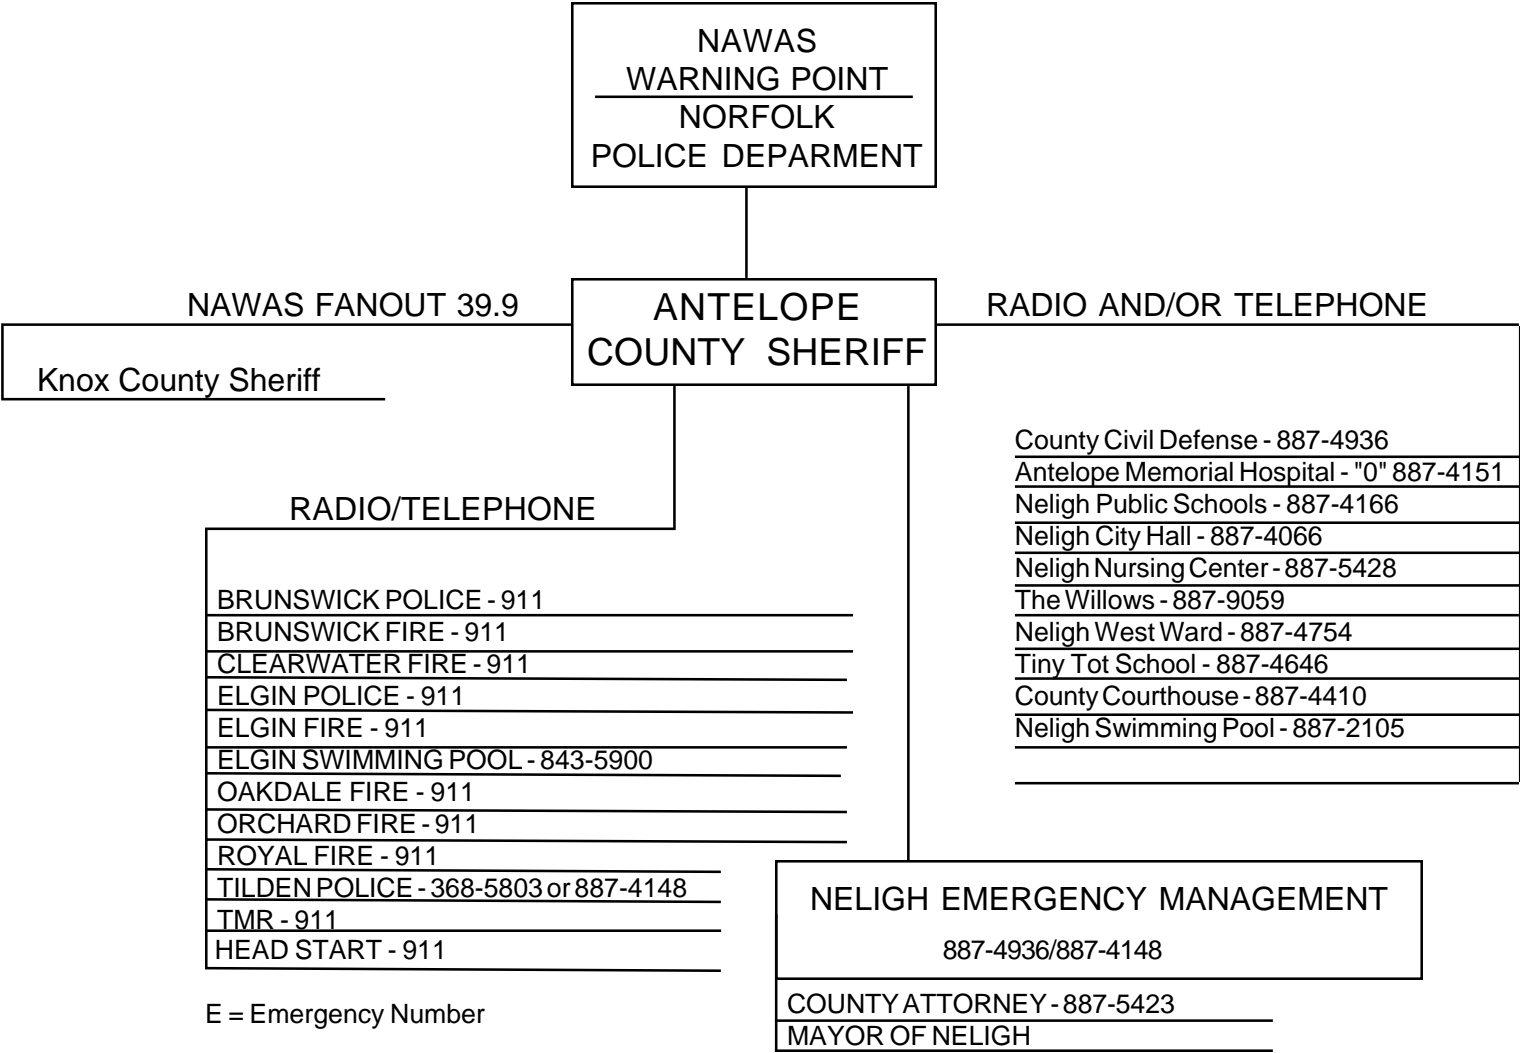 NAWAS
WARNING POINT
NORFOLK
POLICE DEPARMENT
NAWAS FANOUT 39.9
ANTELOPE
COUNTY SHERIFF
RADIO AND/OR TELEPHONE
Knox County Sheriff
County Civil Defense - 887-4936
Antelope Memorial Hospital - "0" 887-4151
Neligh Public Schools - 887-4166
Neligh City Hall - 887-4066
Neligh Nursing Center - 887-5428
The Willows - 887-9059
Neligh West Ward - 887-4754
Tiny Tot School - 887-4646
County Courthouse - 887-4410
Neligh Swimming Pool - 887-2105
RADIO/TELEPHONE
BRUNSWICK POLICE - 911
BRUNSWICK FIRE - 911
CLEARWATER FIRE - 911
ELGIN POLICE - 911
ELGIN FIRE - 911
ELGIN SWIMMING POOL - 843-5900
OAKDALE FIRE - 911
ORCHARD FIRE - 911
ROYAL FIRE - 911
TILDEN POLICE - 368-5803 or 887-4148
TMR - 911
HEAD START - 911
E = Emergency Number
NELIGH EMERGENCY MANAGEMENT
887-4936/887-4148
COUNTY ATTORNEY - 887-5423
MAYOR OF NELIGH